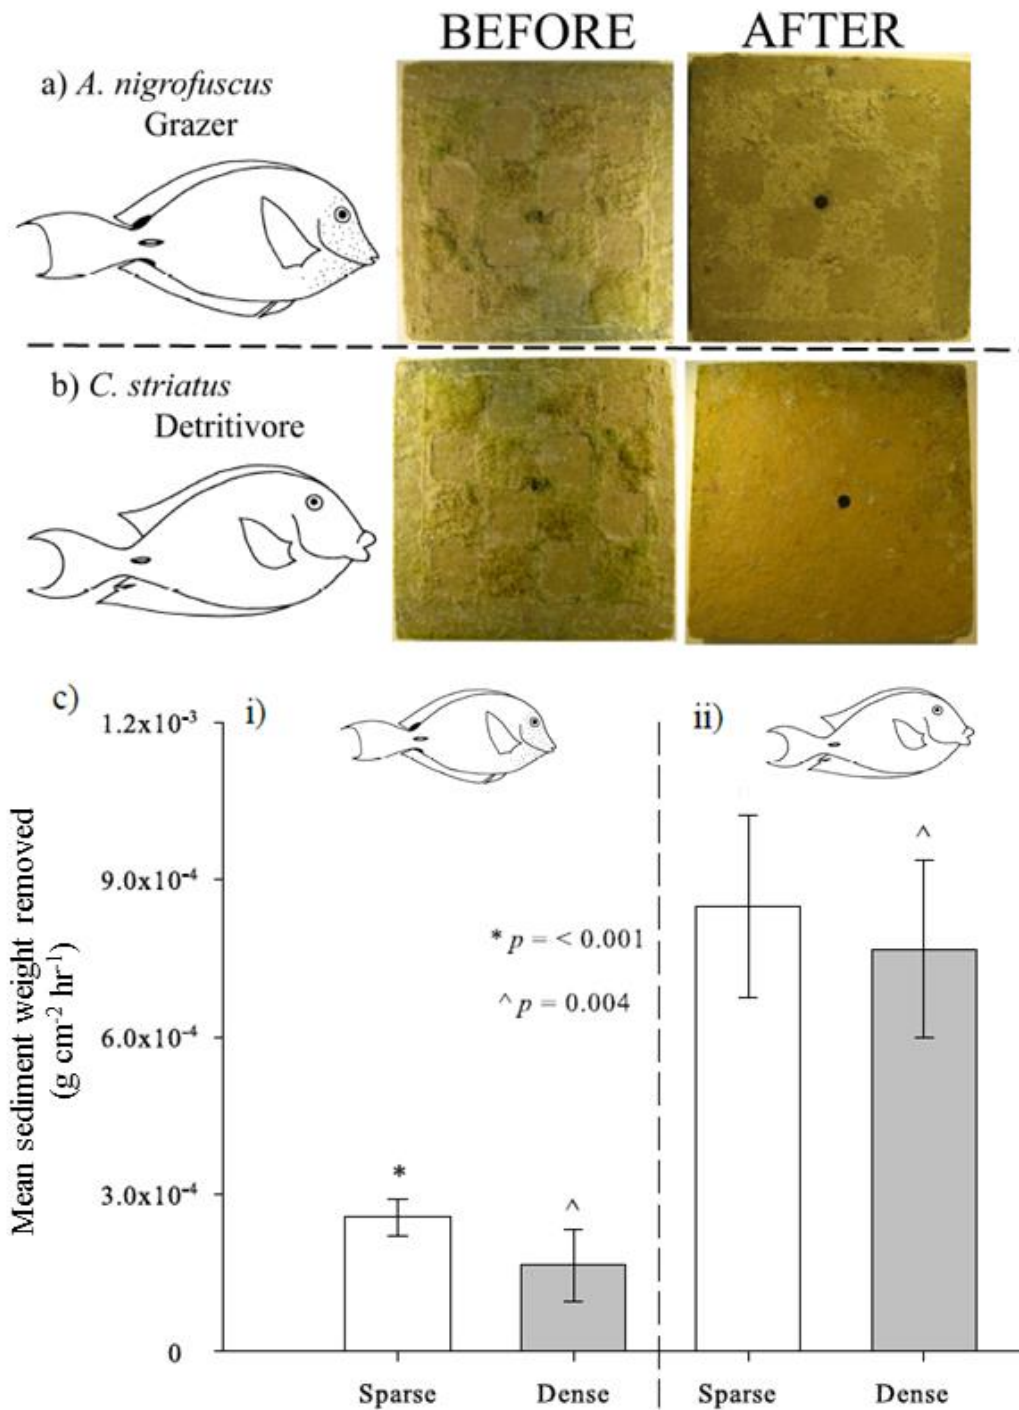 BEFORE AFTER
a) A. nigrofuscus
Grazer
b) C. striatus
Detritivore
c) i) ii)
1.2x10⁻³
9.0x10⁻⁴
6.0x10⁻⁴
3.0x10⁻⁴
0
Mean sediment weight removed
(g cm⁻² hr⁻¹)
* p = < 0.001
^ p = 0.004
*
^
^
Sparse Dense Sparse Dense